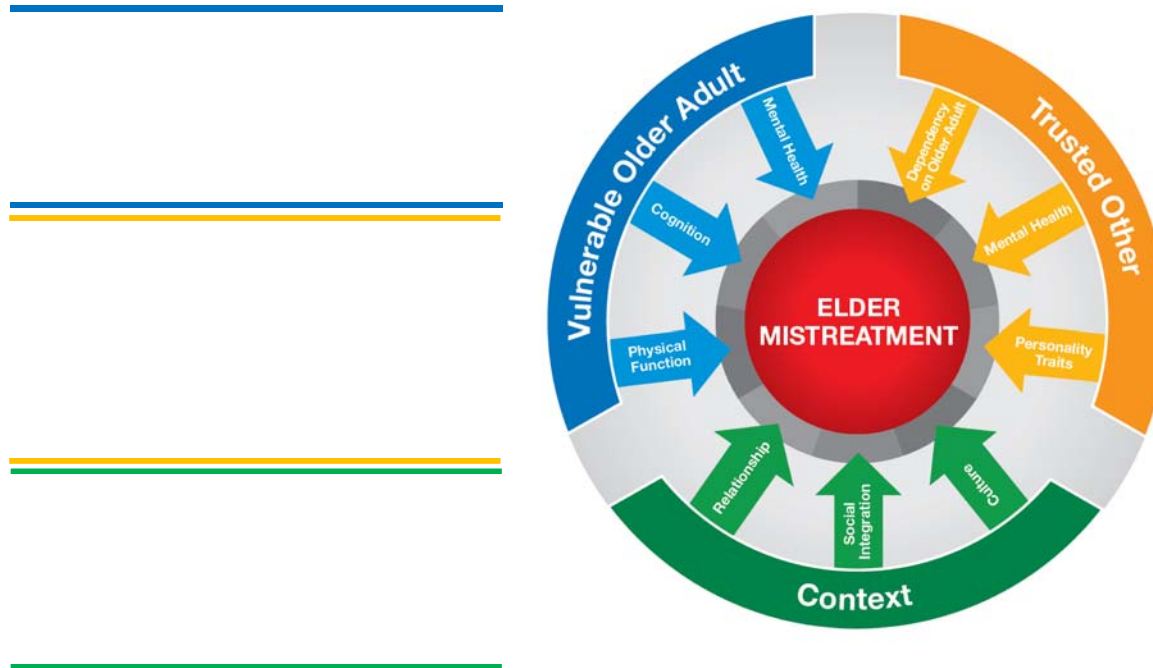 Vulnerable Older Adult
Mental Health
Cognition
Physical
Function
Trusted Other
Dependency
on Older Adult
Mental Health
Personality
Traits
ELDER
MISTREATMENT
Relationship
Social
Integration
Culture
Context